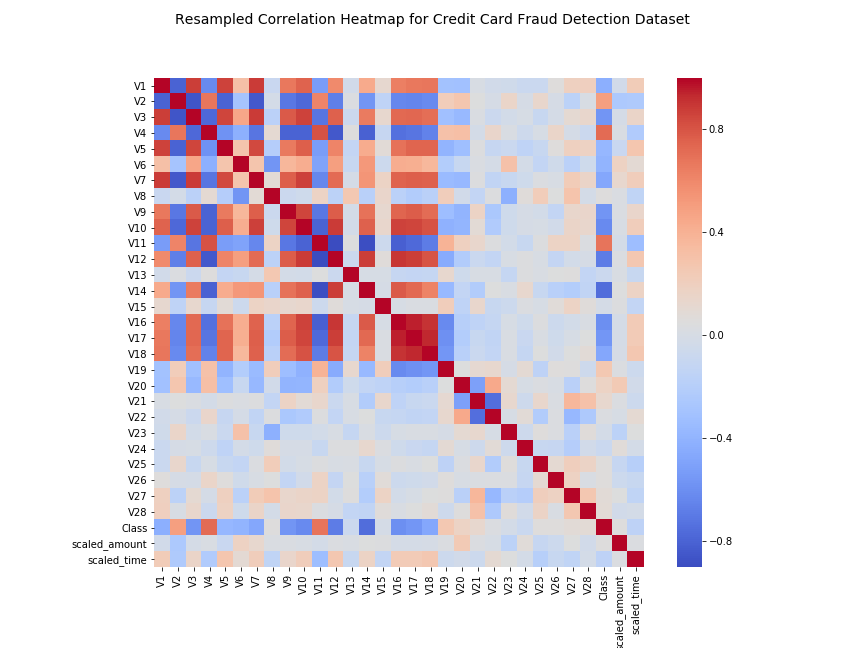 Resampled Correlation Heatmap for Credit Card Fraud Detection Dataset
V1
V2
V3
V4
V5
V6
V7
V8
V9
V10
V11
V12
V13
V14
V15
V16
V17
V18
V19
V20
V21
V22
V23
V24
V25
V26
V27
V28
Class
scaled_amount
scaled_time
0.8
0.4
0.0
−0.4
−0.8
V1 V2 V3 V4 V5 V6 V7 V8 V9 V10 V11 V12 V13 V14 V15 V16 V17 V18 V19 V20 V21 V22 V23 V24 V25 V26 V27 V28 Class scaled_amount scaled_time